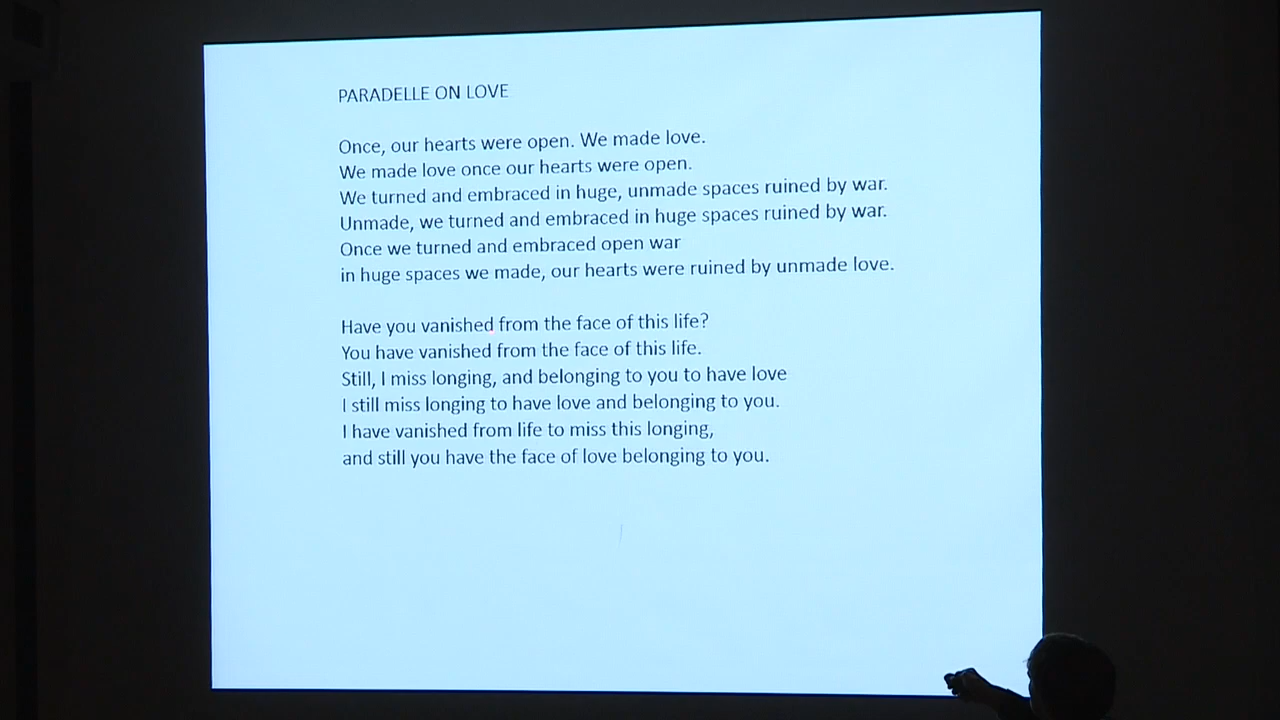 PARADELLE ON LOVE
Once, our hearts were open. We made love.
We made love once our hearts were open.
We turned and embraced in huge, unmade spaces ruined by war.
Unmade, we turned and embraced in huge spaces ruined by war.
Once we turned and embraced open war
in huge spaces we made, our hearts were ruined by unmade love.
Have you vanished from the face of this life?
You have vanished from the face of this life.
Still, I miss longing, and belonging to you to have love
I still miss longing to have love and belonging to you.
I have vanished from life to miss this longing,
and still you have the face of love belonging to you.